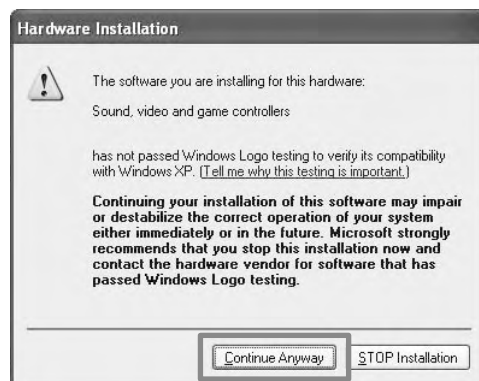 Hardware Installation
The software you are installing for this hardware:
Sound, video and game controllers
has not passed Windows Logo testing to verify its compatibility
with Windows XP. (Tell me why this testing is important.)
Continuing your installation of this software may impair
or destabilize the correct operation of your system
either immediately or in the future. Microsoft strongly
recommends that you stop this installation now and
contact the hardware vendor for software that has
passed Windows Logo testing.
Continue Anyway STOP Installation